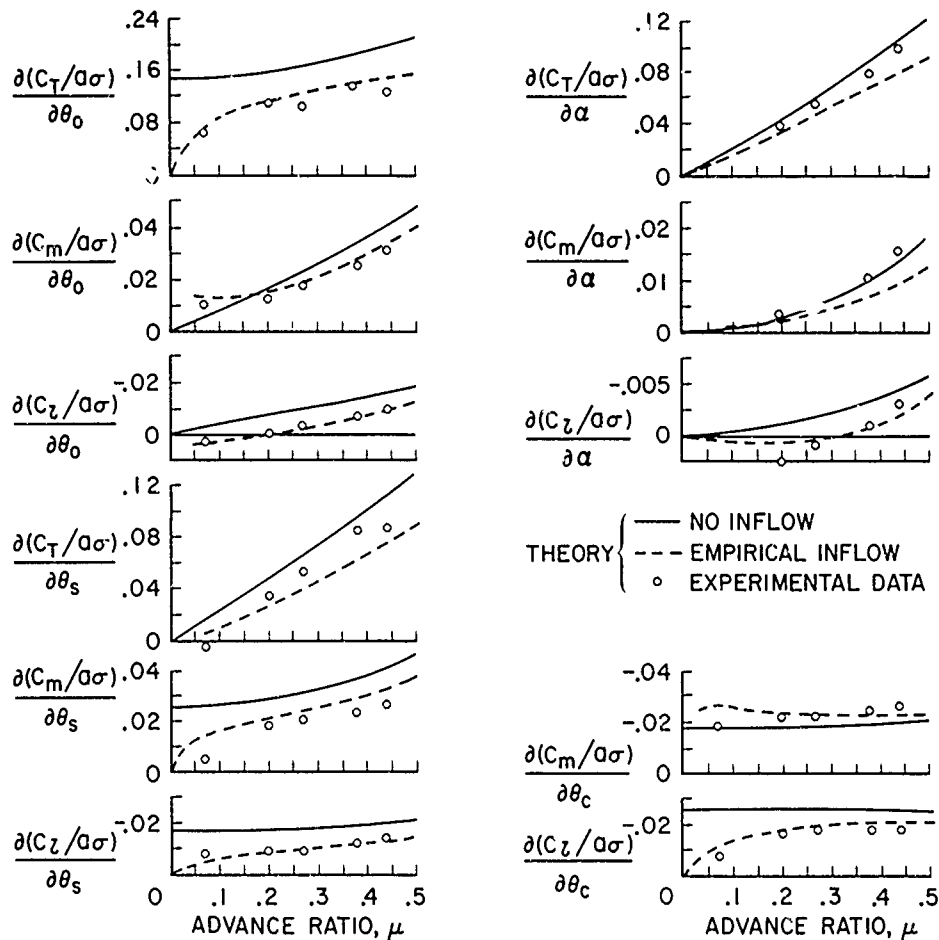 .24
.16
.08
0
∂(C_T/aσ)
∂θ_0
.12
.08
.04
0
∂(C_T/aσ)
∂α
.04
.02
0
∂(C_m/aσ)
∂θ_0
.02
.01
0
∂(C_m/aσ)
∂α
-.02
0
∂(C_l/aσ)
∂θ_0
-.005
0
∂(C_l/aσ)
∂α
.12
.08
.04
0
∂(C_T/aσ)
∂θ_s
THEORY
NO INFLOW
EMPIRICAL INFLOW
EXPERIMENTAL DATA
.04
.02
0
∂(C_m/aσ)
∂θ_s
-.04
-.02
0
∂(C_m/aσ)
∂θ_c
-.02
∂(C_l/aσ)
∂θ_s
-.02
∂(C_l/aσ)
∂θ_c
0 .1 .2 .3 .4 .5
ADVANCE RATIO, μ
0 .1 .2 .3 .4 .5
ADVANCE RATIO, μ